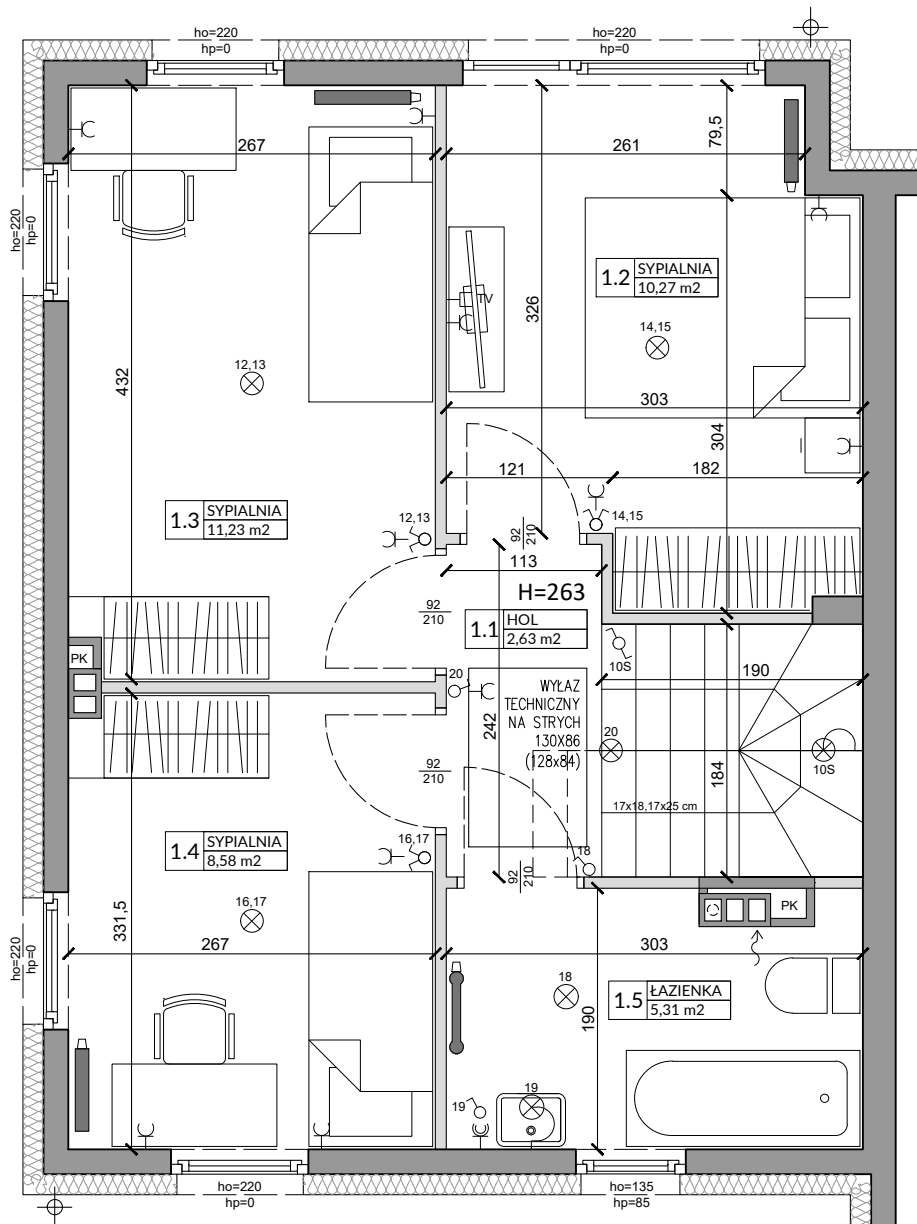 ho=220
hp=0
ho=220
hp=0
267
261
79,5
ho=220
hp=0
1.2
SYPIALNIA
10,27 m2
TV
326
14,15
12,13
432
303
304
121
182
1.3
SYPIALNIA
11,23 m2
12,13
14,15
92
210
113
H=263
92
210
1.1
HOL
2,63 m2
PK
10S
20
WYŁAZ
TECHNICZNY
NA STRYCH
130X86
(128x84)
190
242
20
10S
92
210
184
17x18,17x25 cm
1.4
SYPIALNIA
8,58 m2
16,17
18
92
210
PK
16,17
331,5
267
303
ho=220
hp=0
18
1.5
ŁAZIENKA
5,31 m2
190
19
19
ho=220
hp=0
ho=135
hp=85